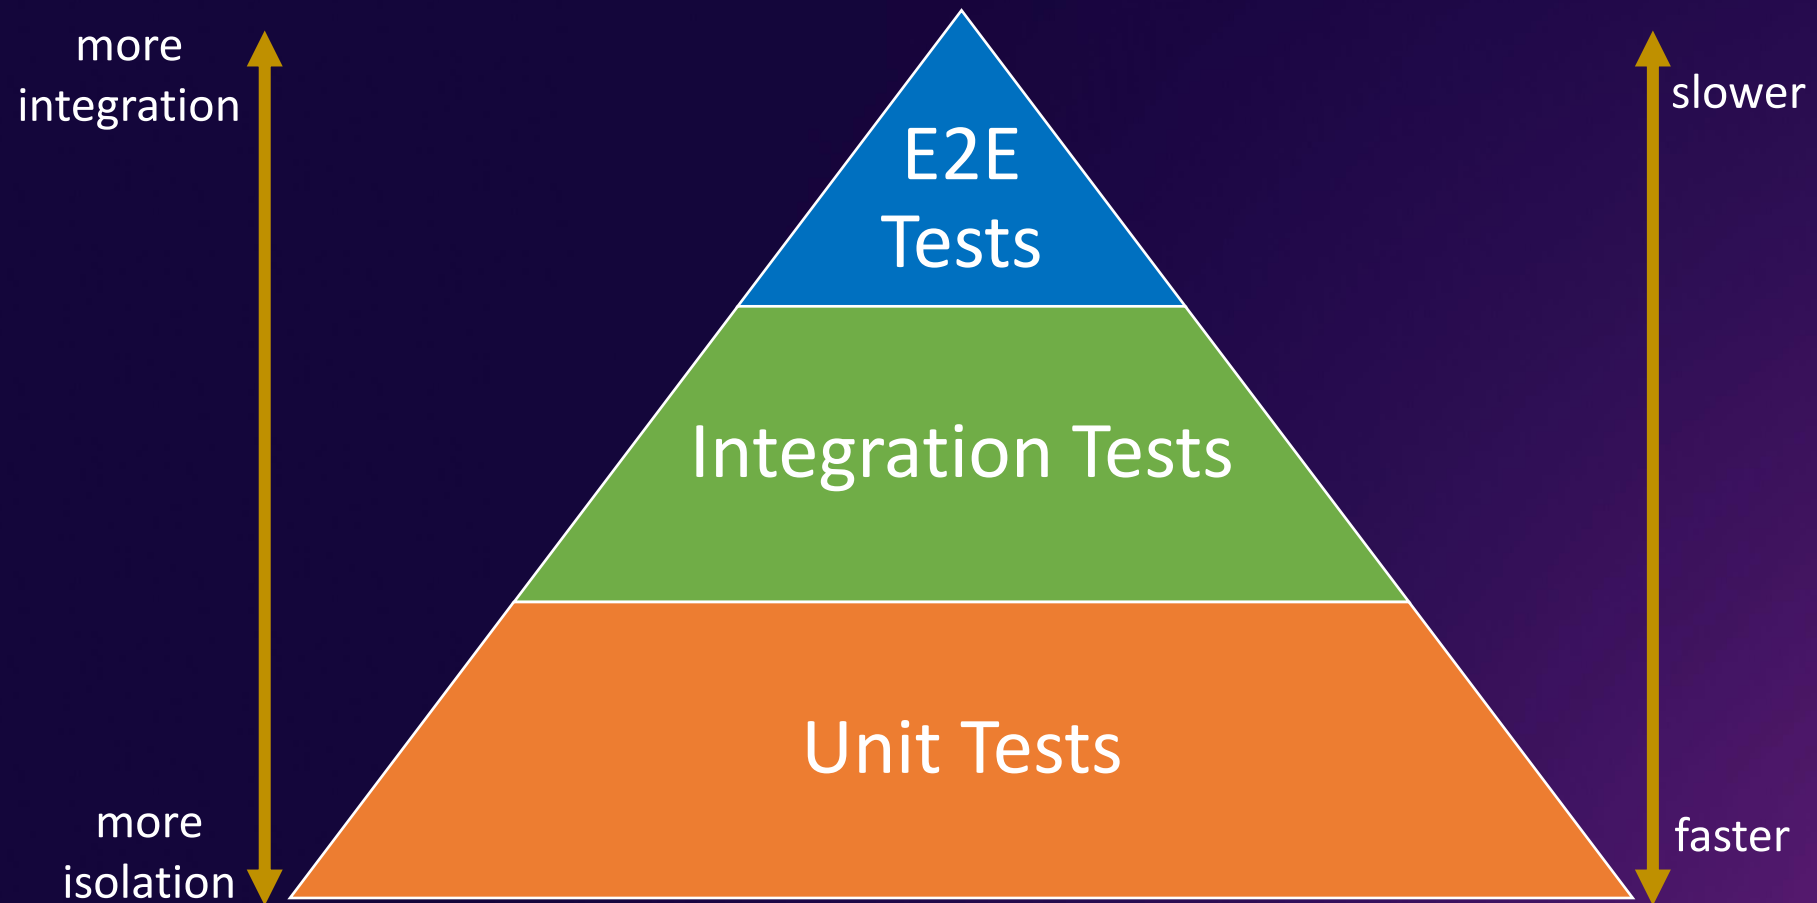 more
integration
slower
E2E
Tests
Integration Tests
Unit Tests
more
isolation
faster